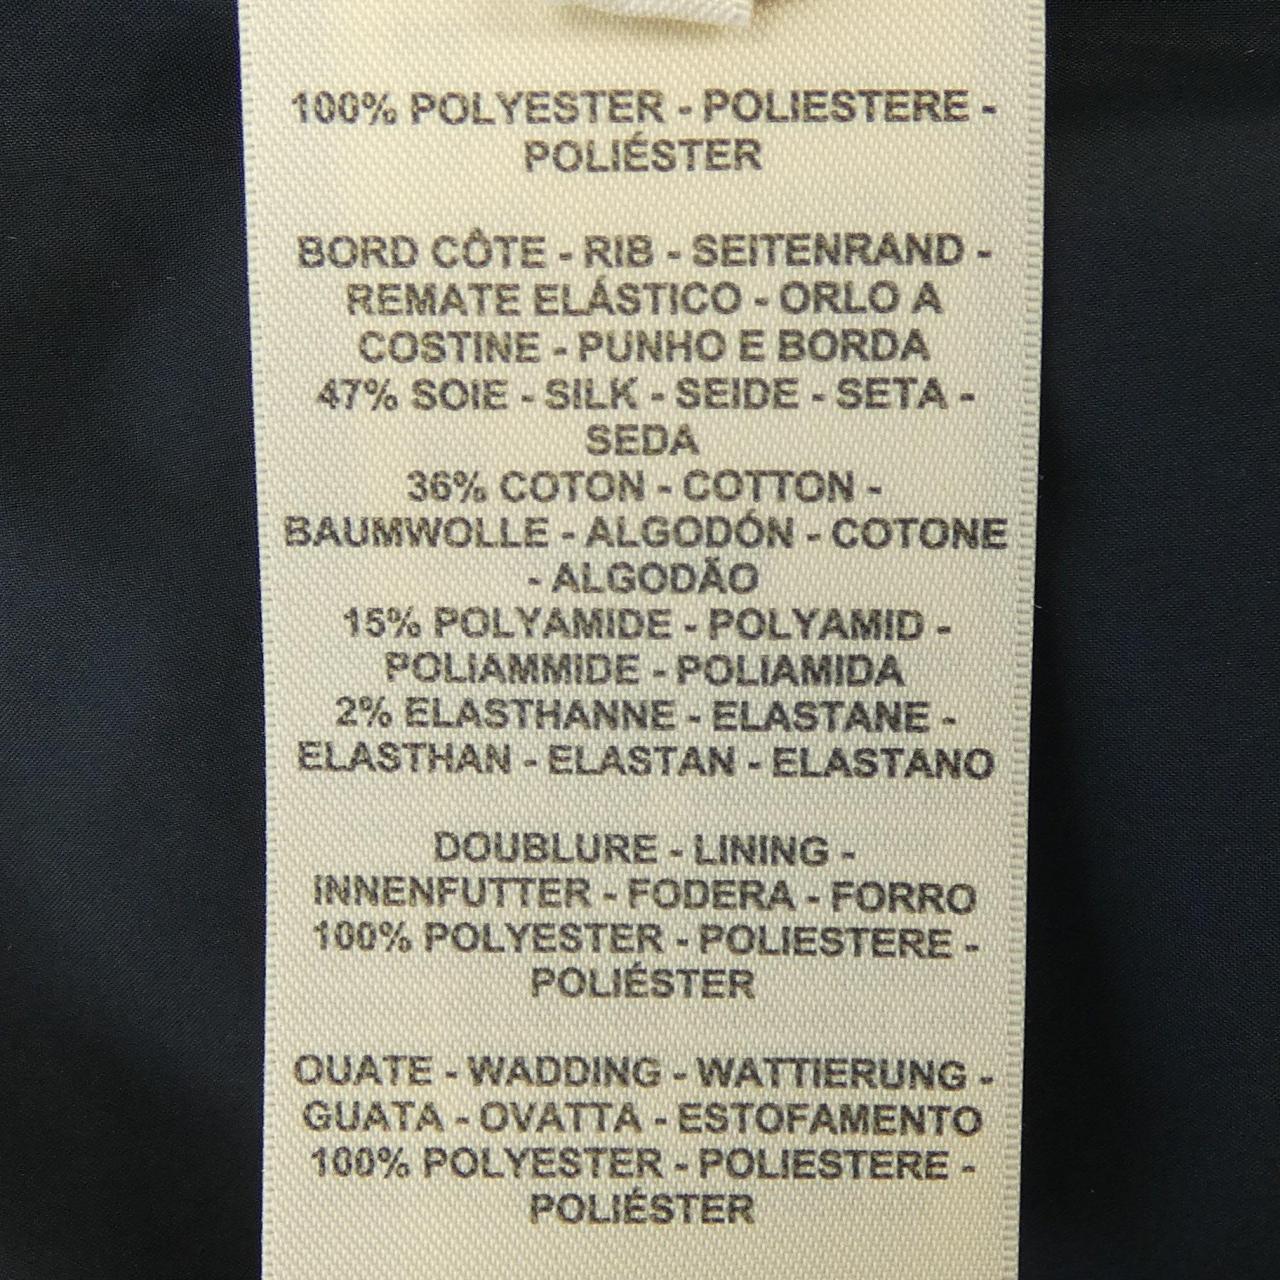 100% POLYESTER - POLIESTERE -
POLIÉSTER
BORD CÔTE - RIB - SEITENRAND -
REMATE ELÁSTICO - ORLO A
COSTINE - PUNHO E BORDA
47% SOIE - SILK - SEIDE - SETA -
SEDA
36% COTON - COTTON -
BAUMWOLLE - ALGODÓN - COTONE
- ALGODÃO
15% POLYAMIDE - POLYAMID -
POLIAMMIDE - POLIAMIDA
2% ELASTHANNE - ELASTANE -
ELASTHAN - ELASTAN - ELASTANO
DOUBLURE - LINING -
INNENFUTTER - FODERA - FORRO
100% POLYESTER - POLIESTERE -
POLIÉSTER
OUATE - WADDING - WATTIERUNG -
GUATA - OVATTA - ESTOFAMENTO
100% POLYESTER - POLIESTERE -
POLIÉSTER